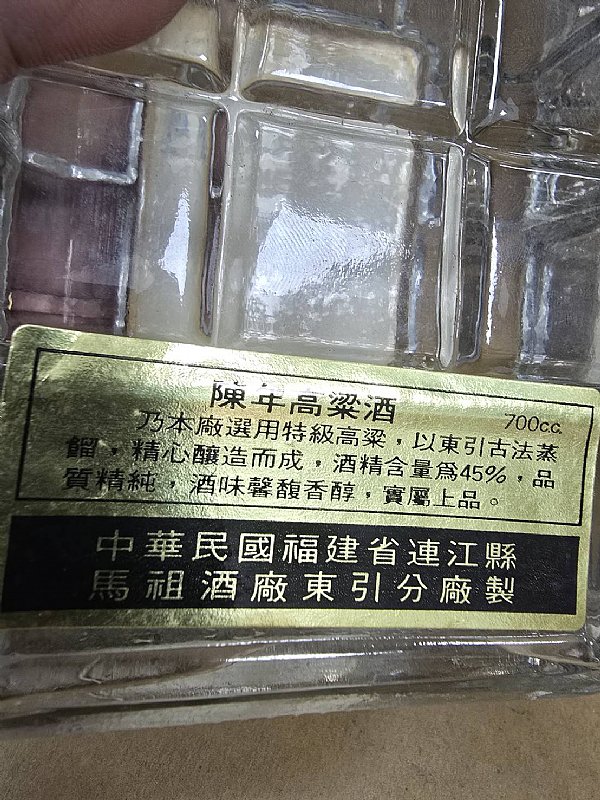 陳年高粱酒 700c.c.
乃本廠選用特級高粱，以東引古法蒸
餾，精心釀造而成，酒精含量為45%，品
質精純，酒味馨馥香醇，實屬上品。
中華民國福建省連江縣
馬祖酒廠東引分廠製